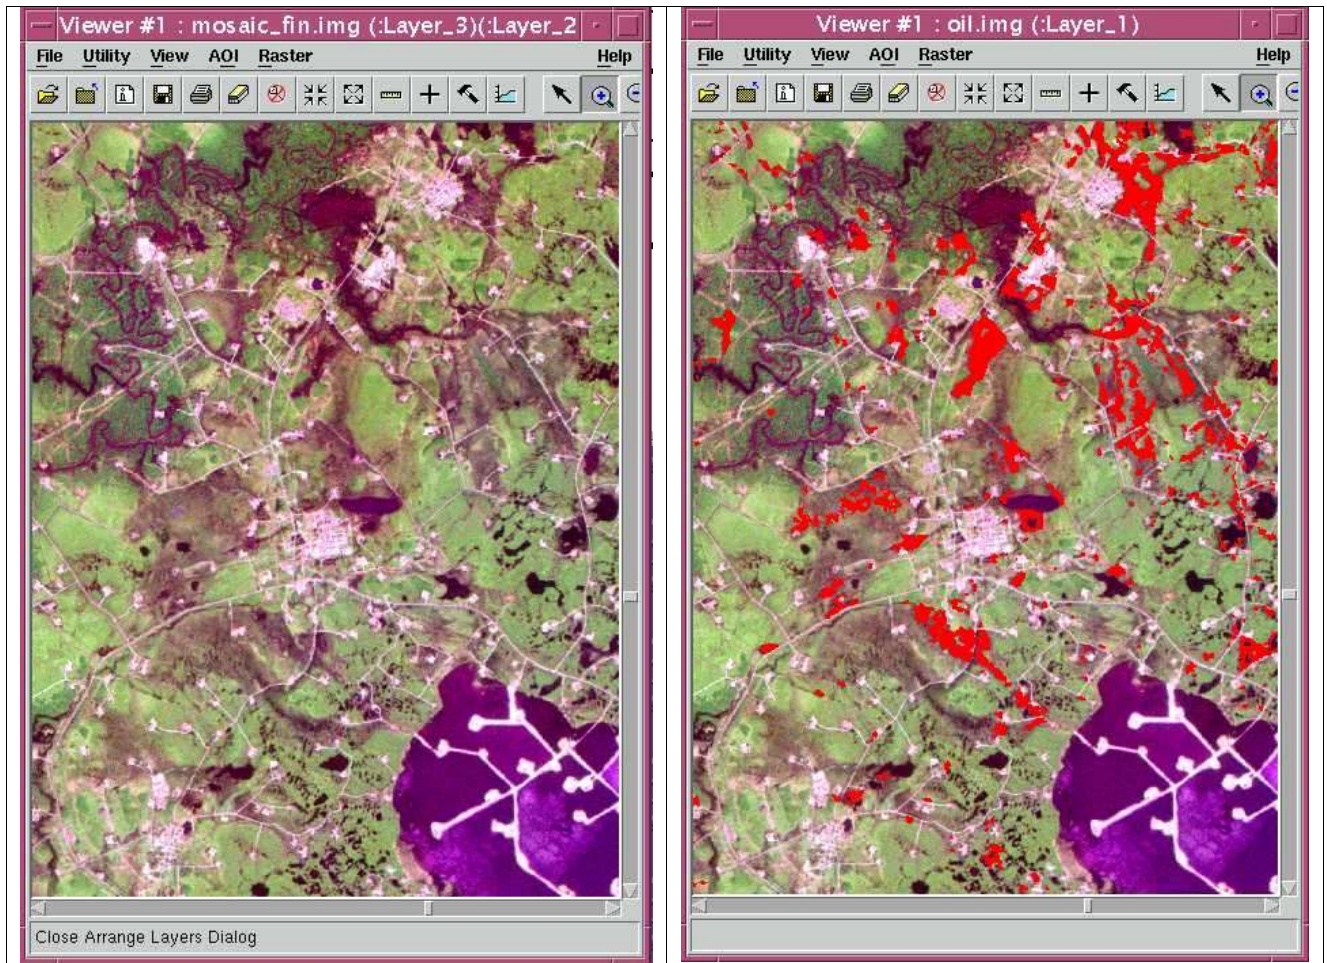 Viewer #1 : mosaic_fin.img (:Layer_3)(:Layer_2
File Utility View AOI Raster Help
Close Arrange Layers Dialog
Viewer #1 : oil.img (:Layer_1)
File Utility View AOI Raster Help